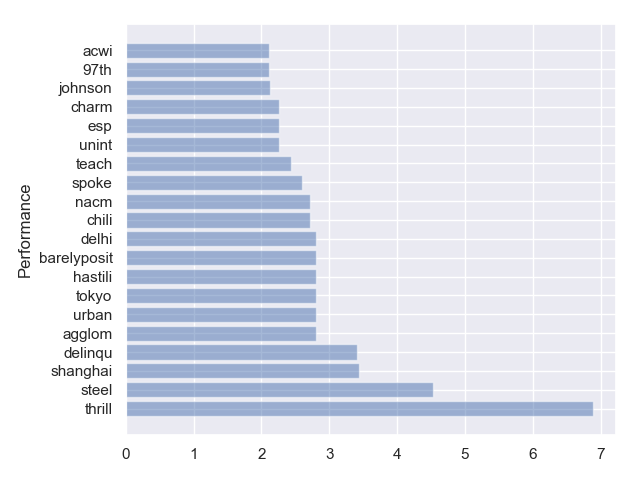 Performance
acwi
97th
johnson
charm
esp
unint
teach
spoke
nacm
chili
delhi
barelyposit
hastili
tokyo
urban
agglom
delinqu
shanghai
steel
thrill
0 1 2 3 4 5 6 7